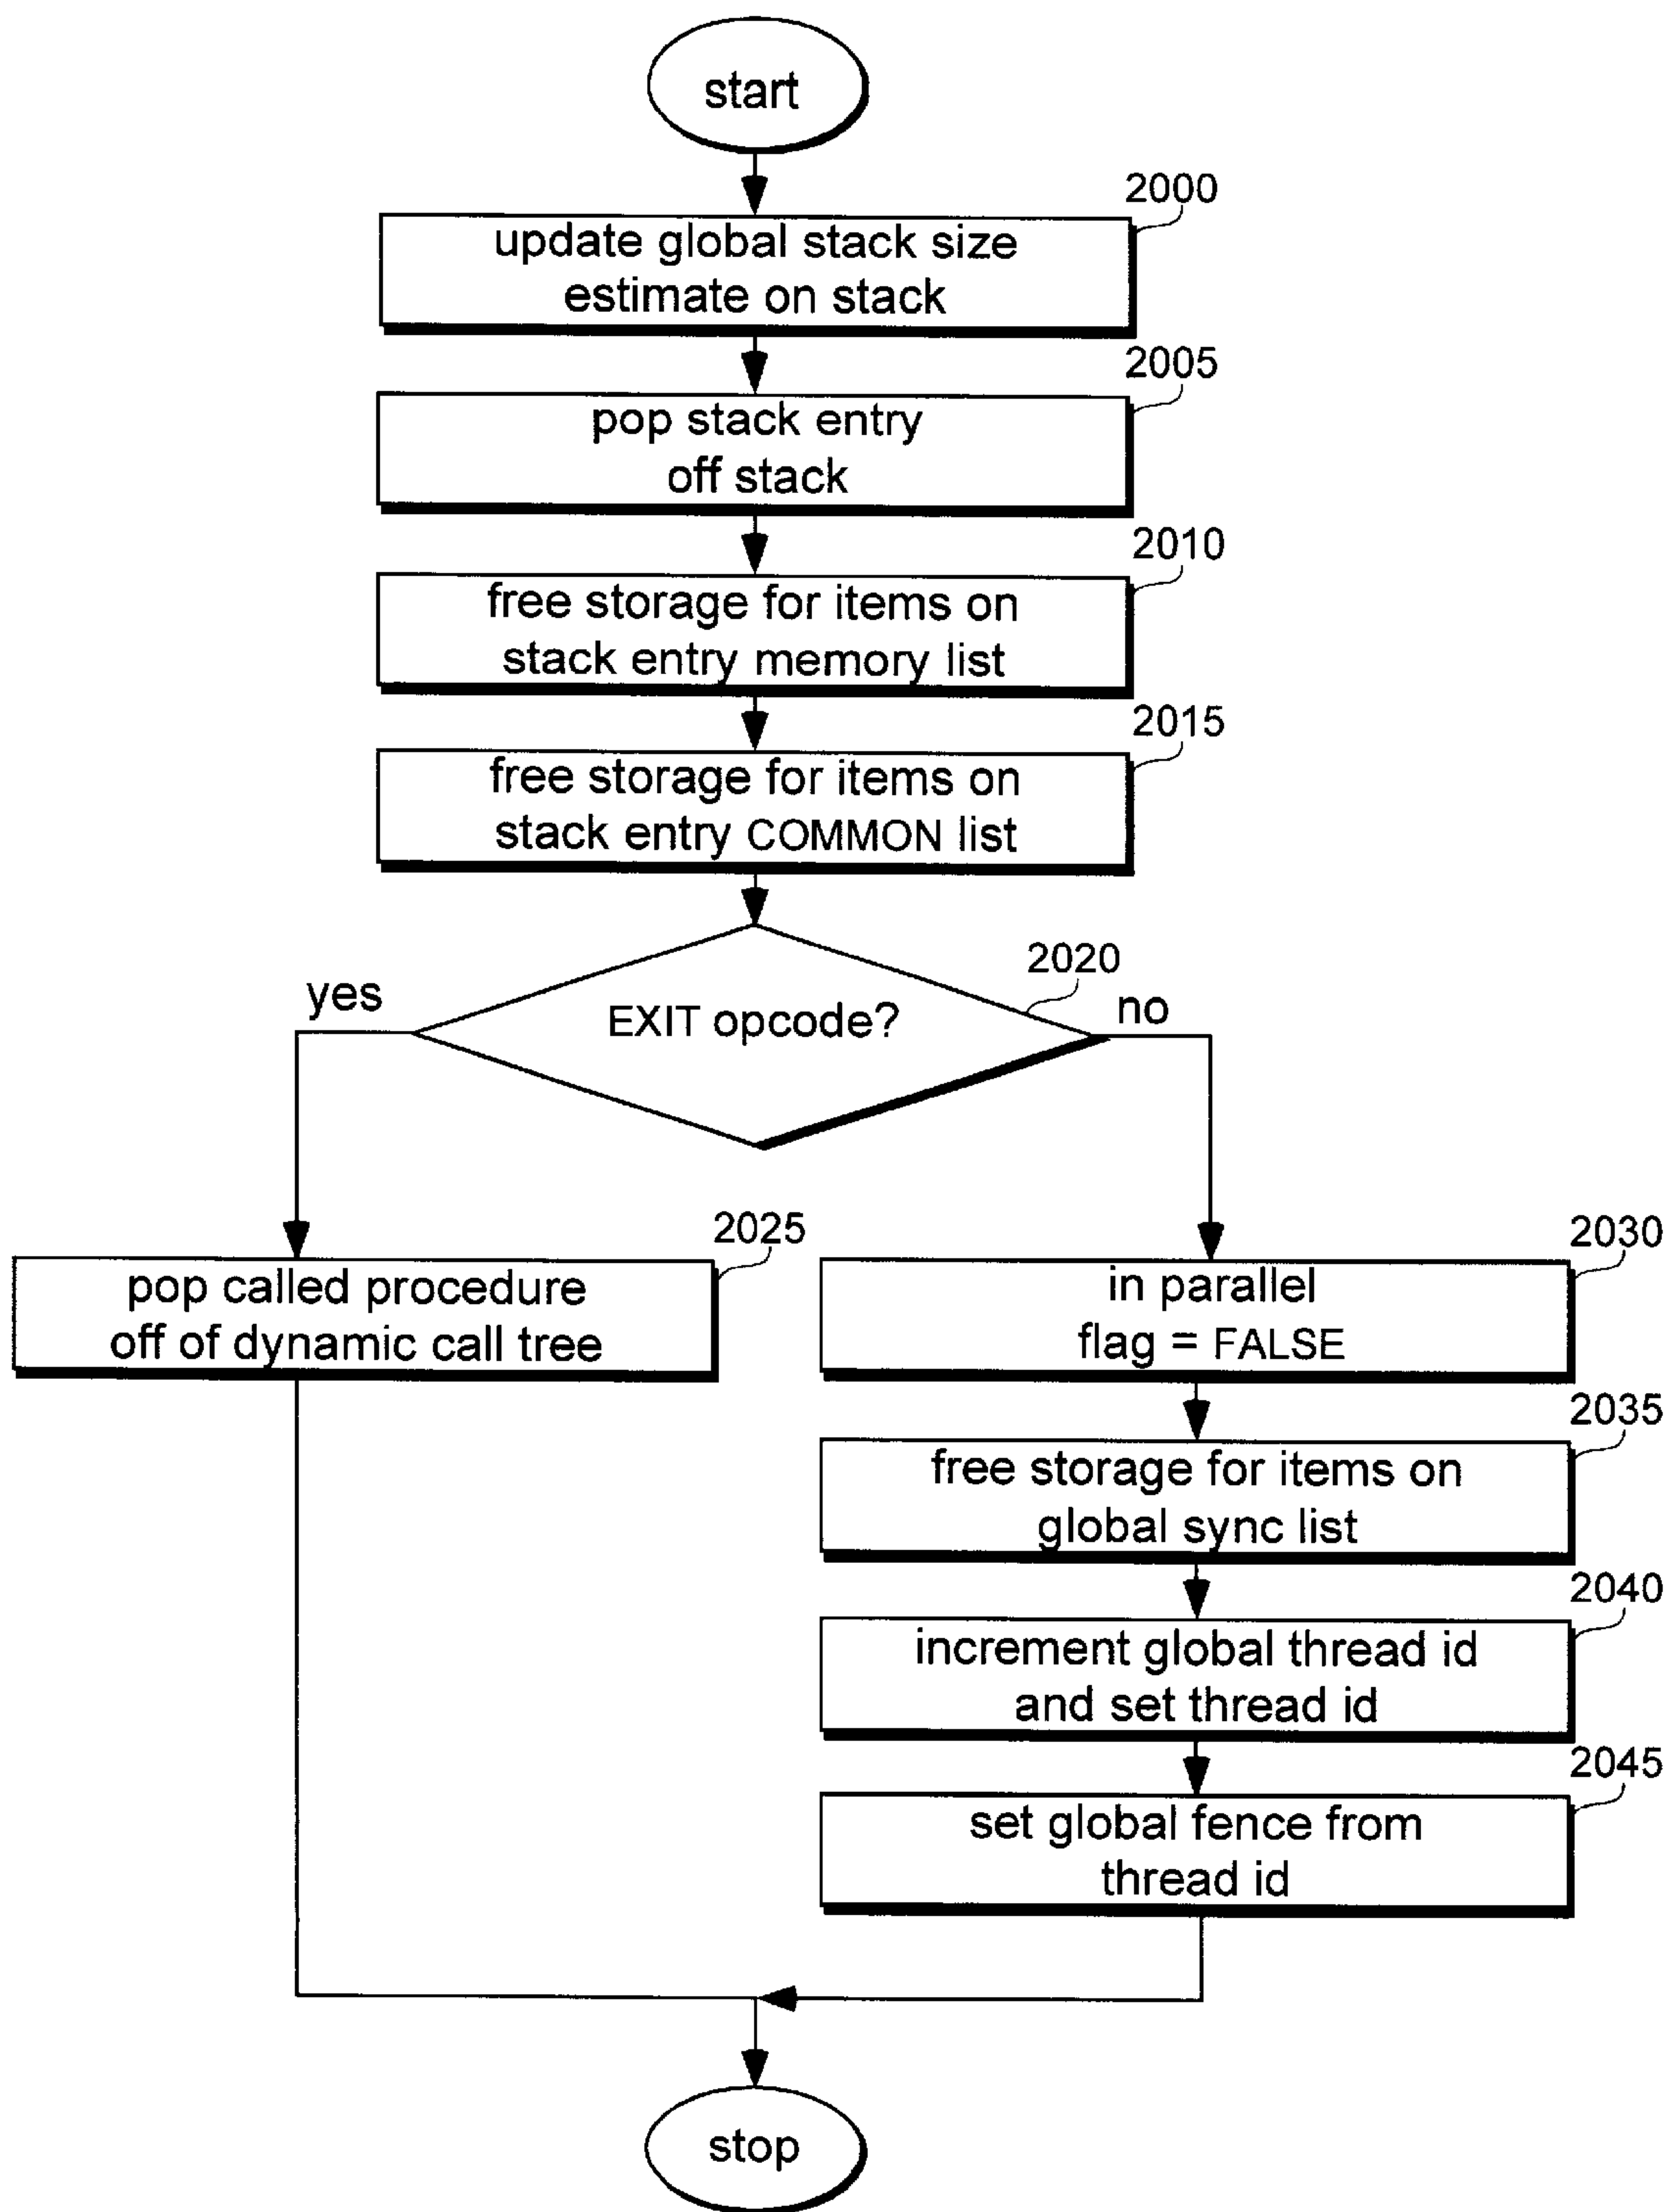 start
2000
update global stack size
estimate on stack
2005
pop stack entry
off stack
2010
free storage for items on
stack entry memory list
2015
free storage for items on
stack entry COMMON list
2020
yes
EXIT opcode?
no
2025
pop called procedure
off of dynamic call tree
2030
in parallel
flag = FALSE
2035
free storage for items on
global sync list
2040
increment global thread id
and set thread id
2045
set global fence from
thread id
stop